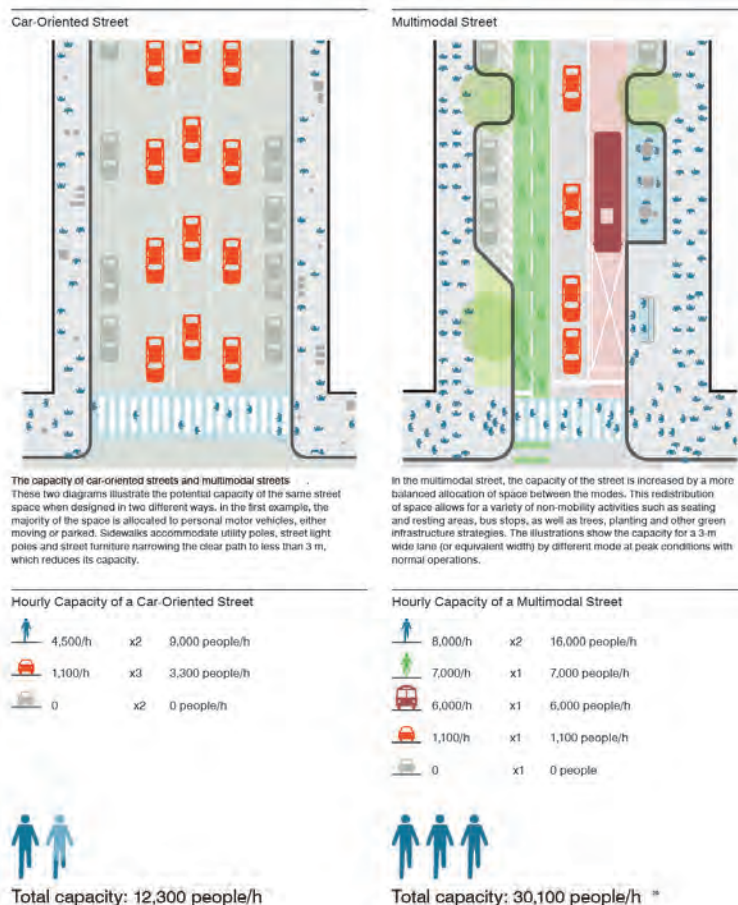 Car-Oriented Street
The capacity of car-oriented streets and multimodal streets
These two diagrams illustrate the potential capacity of the same street
space when designed in two different ways. In the first example, the
majority of the space is allocated to personal motor vehicles, either
moving or parked. Sidewalks accommodate utility poles, street light
poles and street furniture narrowing the clear path to less than 3 m,
which reduces its capacity.
Hourly Capacity of a Car-Oriented Street
4,500/h x2 9,000 people/h
1,100/h x3 3,300 people/h
0 x2 0 people/h
Total capacity: 12,300 people/h
Multimodal Street
In the multimodal street, the capacity of the street is increased by a more
balanced allocation of space between the modes. This redistribution
of space allows for a variety of non-mobility activities such as seating
and resting areas, bus stops, as well as trees, planting and other green
infrastructure strategies. The illustrations show the capacity for a 3-m
wide lane (or equivalent width) by different mode at peak conditions with
normal operations.
Hourly Capacity of a Multimodal Street
8,000/h x2 16,000 people/h
7,000/h x1 7,000 people/h
6,000/h x1 6,000 people/h
1,100/h x1 1,100 people/h
0 x1 0 people
Total capacity: 30,100 people/h